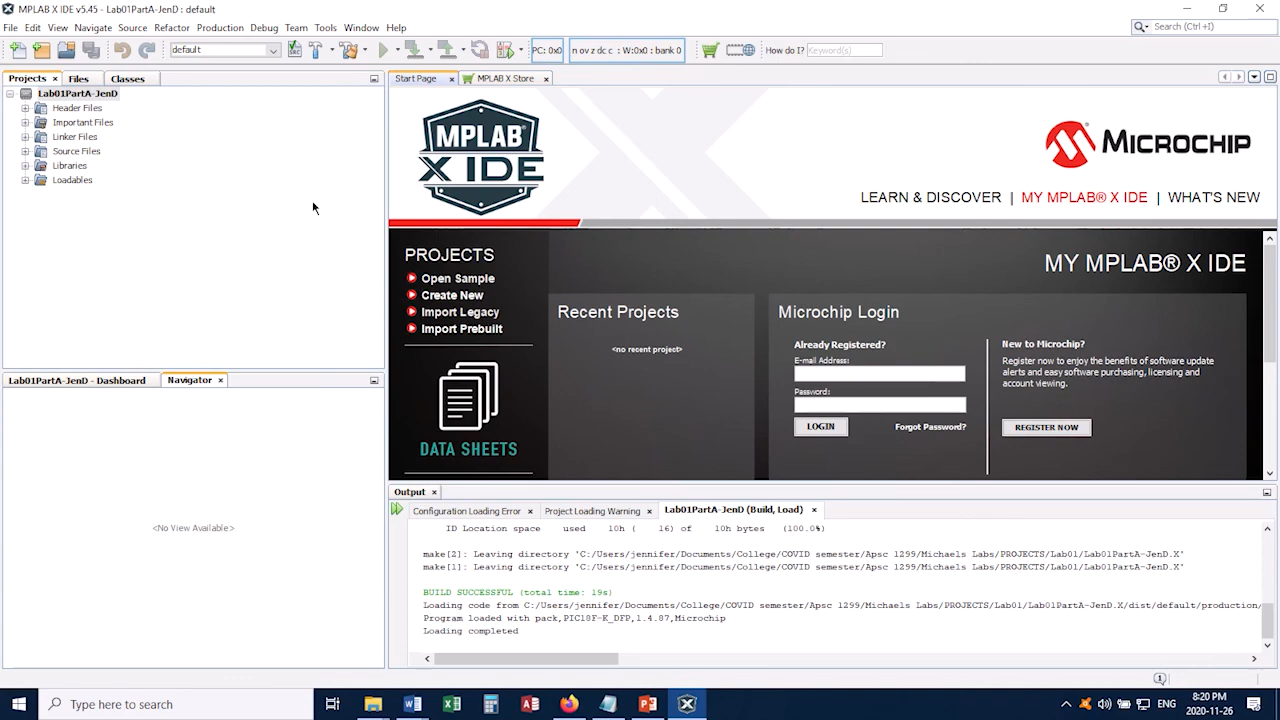 MPLAB X IDE v5.45 - Lab01PartA-JenD : default
File Edit View Navigate Source Refactor Production Debug Team Tools Window Help
Search (Ctrl+I)
default
PC: 0x0
n ov z dc c : W:0x0 : bank 0
How do I?
Keyword(s)
Projects
Files
Classes
Lab01PartA-JenD
Header Files
Important Files
Linker Files
Source Files
Libraries
Loadables
Start Page
MPLAB X Store
MPLAB
X IDE
MICROCHIP
LEARN & DISCOVER | MY MPLAB® X IDE | WHAT'S NEW
PROJECTS
Open Sample
Create New
Import Legacy
Import Prebuilt
DATA SHEETS
MY MPLAB® X IDE
Recent Projects
<no recent project>
Microchip Login
Already Registered?
E-mail Address:
Password:
LOGIN
Forgot Password?
New to Microchip?
Register now to enjoy the benefits of software update
alerts and easy software purchasing, licensing and
account viewing.
REGISTER NOW
Lab01PartA-JenD - Dashboard
Navigator
<No View Available>
Output
Configuration Loading Error
Project Loading Warning
Lab01PartA-JenD (Build, Load)
ID Location space used 10h ( 16) of 10h bytes (100.0%)
make[2]: Leaving directory 'C:/Users/jennifer/Documents/College/COVID semester/Apsc 1299/Michaels Labs/PROJECTS/Lab01/Lab01PartA-JenD.X'
make[1]: Leaving directory 'C:/Users/jennifer/Documents/College/COVID semester/Apsc 1299/Michaels Labs/PROJECTS/Lab01/Lab01PartA-JenD.X'
BUILD SUCCESSFUL (total time: 19s)
Loading code from C:/Users/jennifer/Documents/College/COVID semester/Apsc 1299/Michaels Labs/PROJECTS/Lab01/Lab01PartA-JenD.X/dist/default/production/
Program loaded with pack,PIC18F-K_DFP,1.4.87,Microchip
Loading completed
1
Type here to search
ENG
8:20 PM
2020-11-26